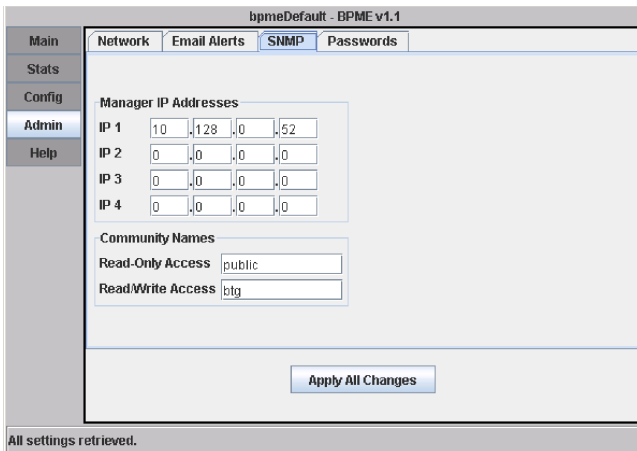 bpmeDefault - BPME v1.1
Main
Stats
Config
Admin
Help
Network Email Alerts SNMP Passwords
Manager IP Addresses
IP 1 10 .128 .0 .52
IP 2 0 .0 .0 .0
IP 3 0 .0 .0 .0
IP 4 0 .0 .0 .0
Community Names
Read-Only Access public
Read/Write Access btg
Apply All Changes
All settings retrieved.